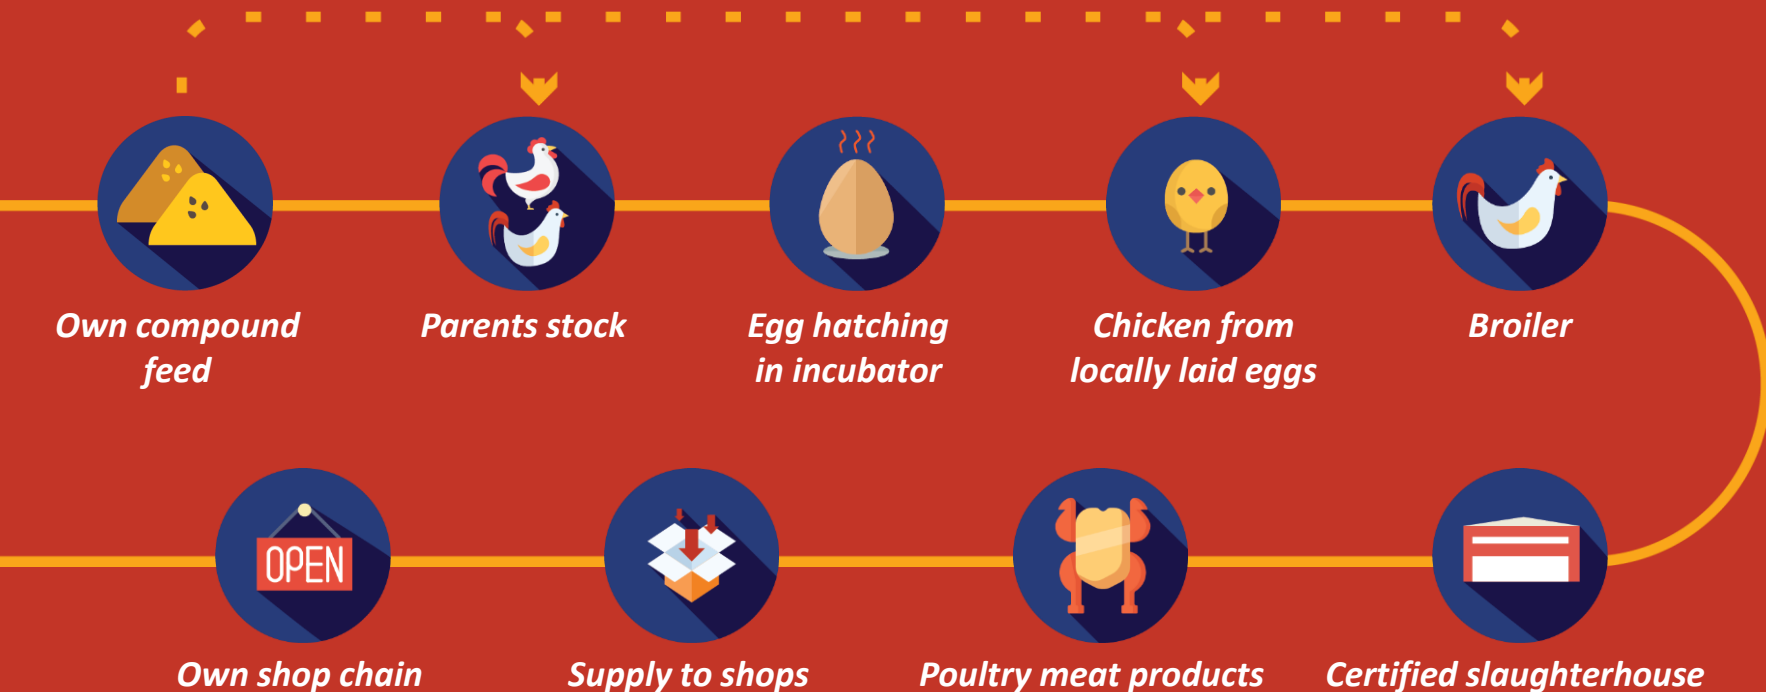 Own compound
feed
Parents stock
Egg hatching
in incubator
Chicken from
locally laid eggs
Broiler
OPEN
Own shop chain
Supply to shops
Poultry meat products
Certified slaughterhouse